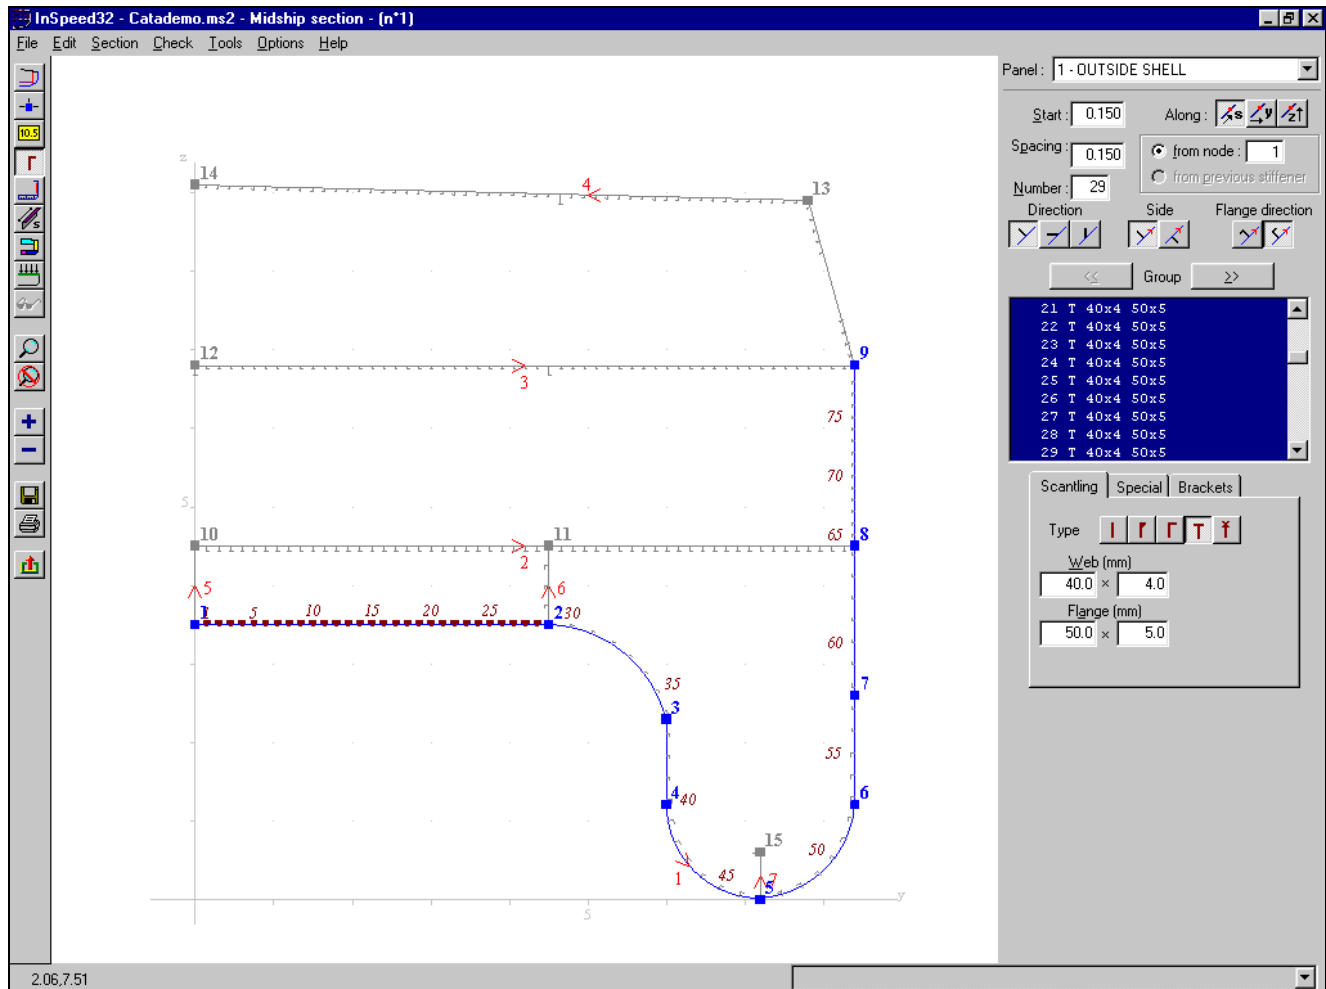 InSpeed32 - Catademo.ms2 - Midship section - (n°1)
File Edit Section Check Tools Options Help
Panel : 1 - OUTSIDE SHELL
Start : 0.150 Along : s y z
Spacing : 0.150 from node : 1
from previous stiffener
Number : 29
Direction Side Flange direction
<< Group >>
21 T 40x4 50x5
22 T 40x4 50x5
23 T 40x4 50x5
24 T 40x4 50x5
25 T 40x4 50x5
26 T 40x4 50x5
27 T 40x4 50x5
28 T 40x4 50x5
29 T 40x4 50x5
Scantling Special Brackets
Type
Web (mm)
40.0 × 4.0
Flange (mm)
50.0 × 5.0
10.5
s
z
14 4 13
12 9
3
75
70
5
10 11 65 8
2
5 6
1 5 10 15 20 25 2 30
60
35 7
3
55
4 40 6
15 50
1 45 7
5
y
5
2.06,7.51